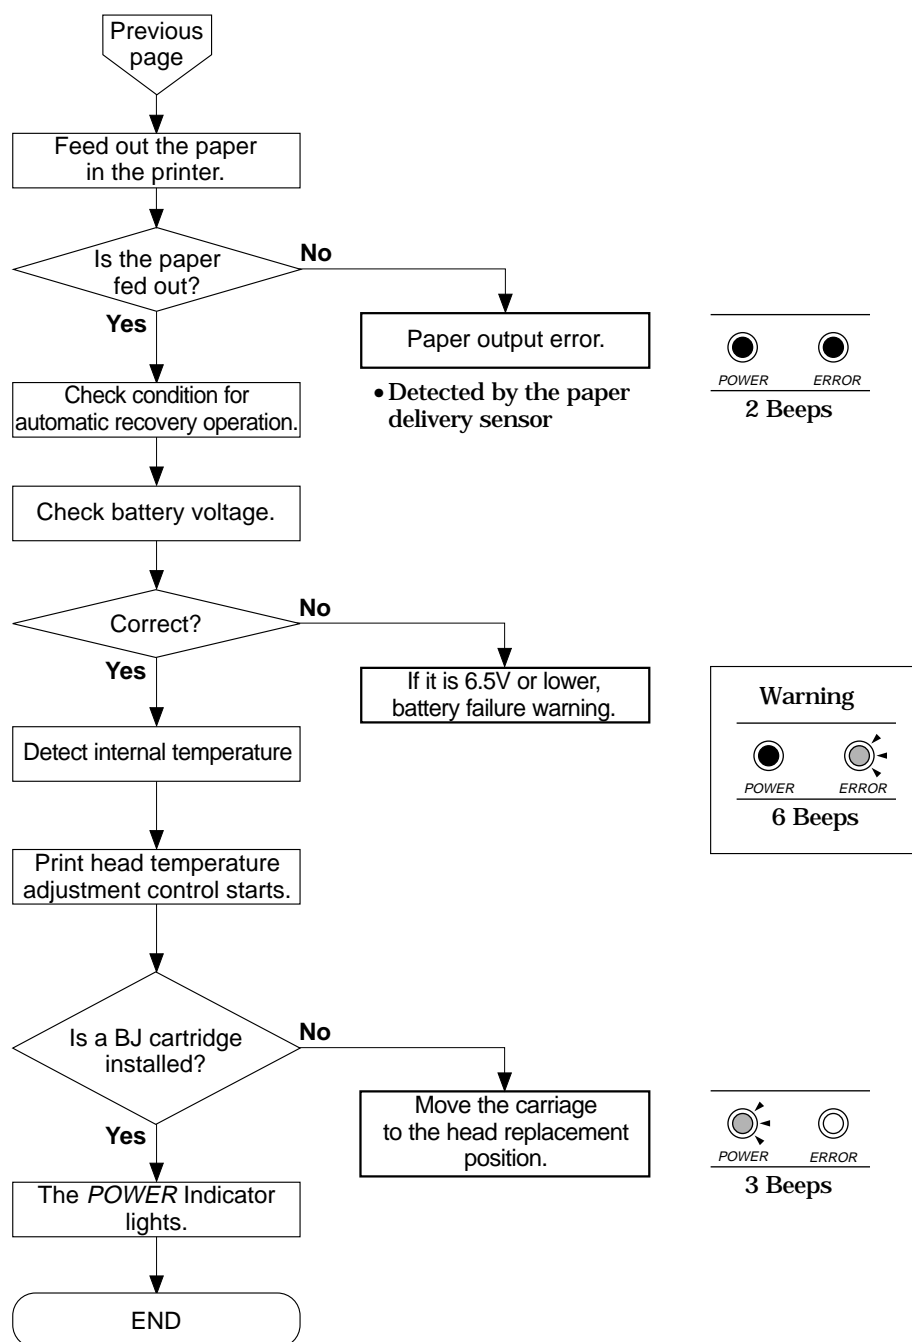 Previous
page
Feed out the paper
in the printer.
Is the paper
fed out?
No
Yes
Paper output error.
• Detected by the paper
delivery sensor
POWER ERROR
2 Beeps
Check condition for
automatic recovery operation.
Check battery voltage.
Correct?
No
Yes
If it is 6.5V or lower,
battery failure warning.
Warning
POWER ERROR
6 Beeps
Detect internal temperature
Print head temperature
adjustment control starts.
Is a BJ cartridge
installed?
No
Yes
Move the carriage
to the head replacement
position.
POWER ERROR
3 Beeps
The POWER Indicator
lights.
END